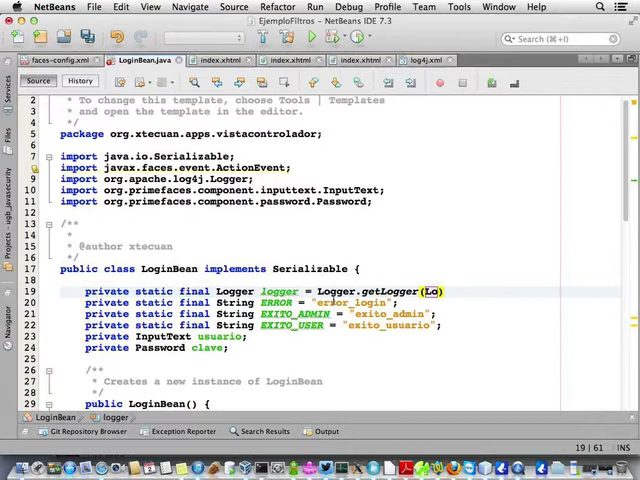 NetBeans File Edit View Navigate Source Refactor Run Debug Profile Team Tools Window
EjemploFiltros - NetBeans IDE 7.3
Search (⌘+I)
faces-config.xml LoginBean.java index.xhtml index.xhtml index.xhtml log4j.xml
Source History
Services
Files
Projects - ugb_javasecurity
Navigator
2 * To change this template, choose Tools | Templates
3 * and open the template in the editor.
4 */
5 package org.xtecuan.apps.vistacontrolador;
6
7 import java.io.Serializable;
import javax.faces.event.ActionEvent;
9 import org.apache.log4j.Logger;
10 import org.primefaces.component.inputtext.InputText;
11 import org.primefaces.component.password.Password;
12
13 /**
14 *
15 * @author xtecuan
16 */
17 public class LoginBean implements Serializable {
18
19 private static final Logger logger = Logger.getLogger(Lo)
20 private static final String ERROR = "error_login";
21 private static final String EXITO_ADMIN = "exito_admin";
22 private static final String EXITO_USER = "exito_usuario";
23 private InputText usuario;
24 private Password clave;
26 /**
27 * Creates a new instance of LoginBean
28 */
29 public LoginBean() {
LoginBean logger
Git Repository Browser Exception Reporter Search Results Output
19 | 61 INS